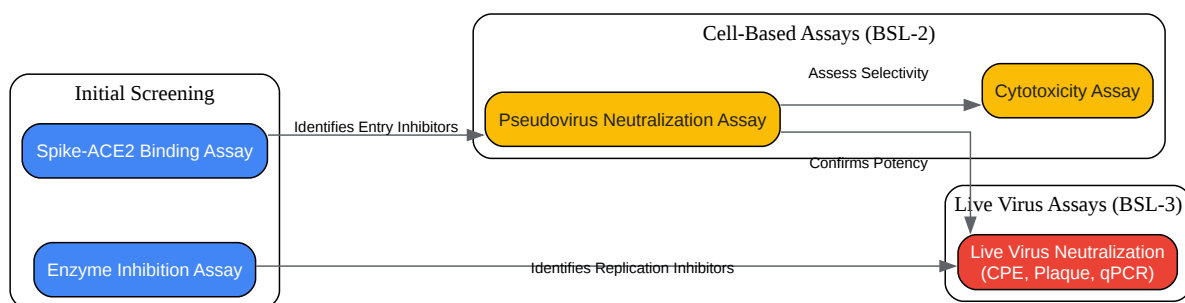 Initial Screening
Spike-ACE2 Binding Assay
Enzyme Inhibition Assay
Identifies Entry Inhibitors
Cell-Based Assays (BSL-2)
Pseudovirus Neutralization Assay
Assess Selectivity
Cytotoxicity Assay
Confirms Potency
Live Virus Assays (BSL-3)
Live Virus Neutralization
(CPE, Plaque, qPCR)
Identifies Replication Inhibitors